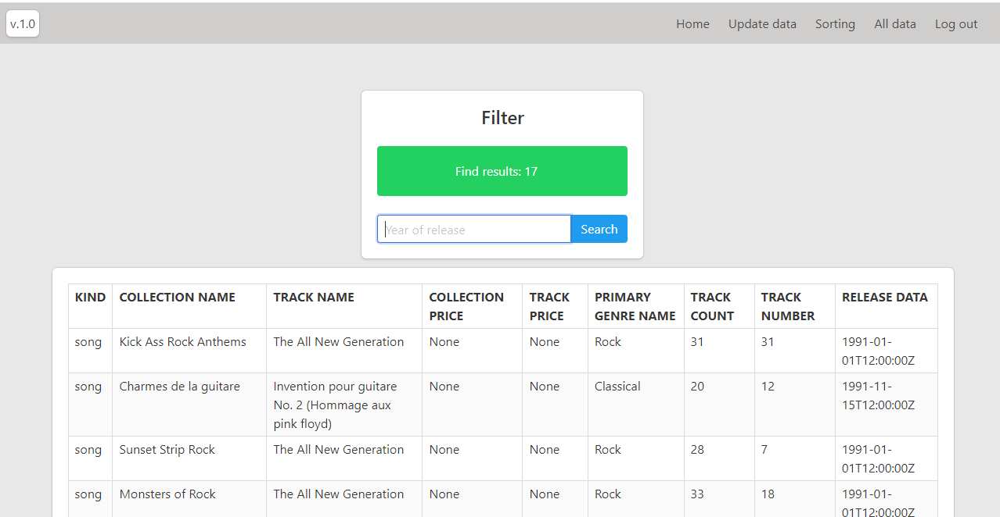 v.1.0 Home Update data Sorting All data Log out
Filter
Find results: 17
Year of release Search
KIND COLLECTION NAME TRACK NAME COLLECTION PRICE TRACK PRICE PRIMARY GENRE NAME TRACK COUNT TRACK NUMBER RELEASE DATA
song Kick Ass Rock Anthems The All New Generation None None Rock 31 31 1991-01-01T12:00:00Z
song Charmes de la guitare Invention pour guitare No. 2 (Hommage aux pink floyd) None None Classical 20 12 1991-11-15T12:00:00Z
song Sunset Strip Rock The All New Generation None None Rock 28 7 1991-01-01T12:00:00Z
song Monsters of Rock The All New Generation None None Rock 33 18 1991-01-01T12:00:00Z